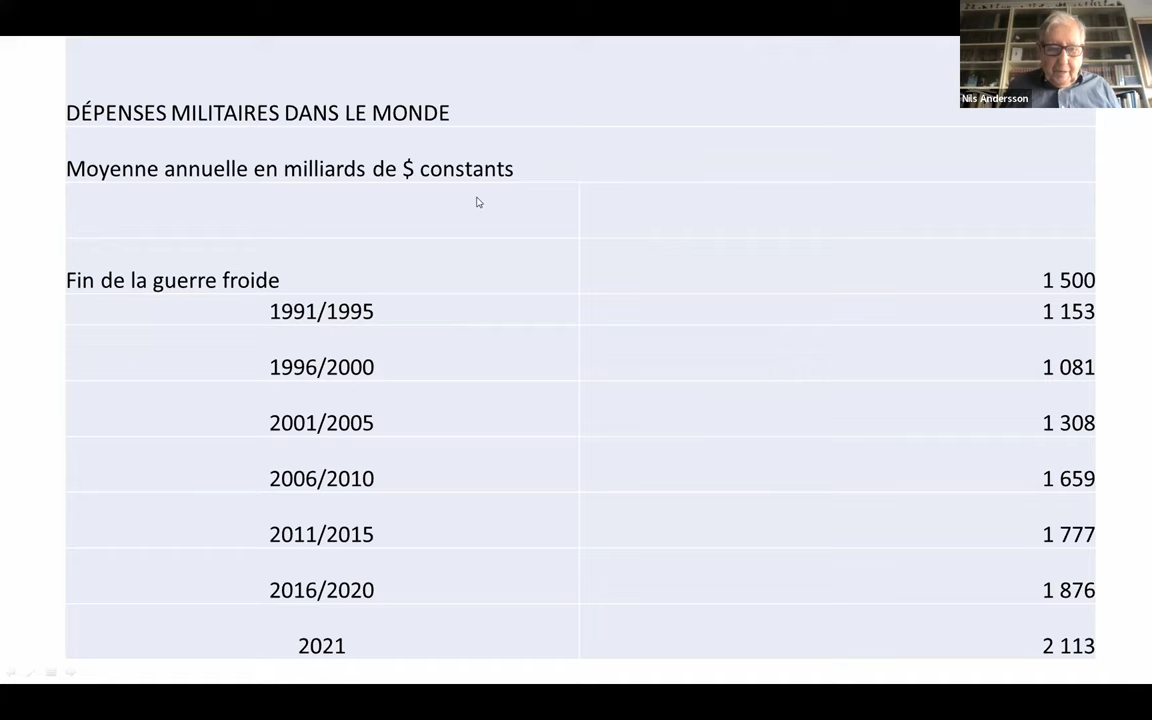 Nils Andersson
DÉPENSES MILITAIRES DANS LE MONDE
Moyenne annuelle en milliards de $ constants
Fin de la guerre froide 1 500
1991/1995 1 153
1996/2000 1 081
2001/2005 1 308
2006/2010 1 659
2011/2015 1 777
2016/2020 1 876
2021 2 113